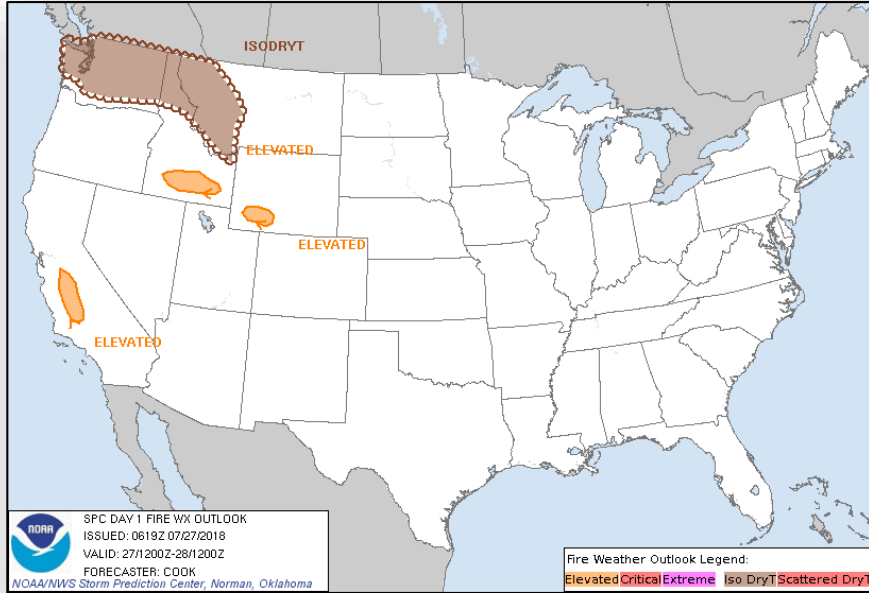 ISODRYT
ELEVATED
ELEVATED
ELEVATED
NOAA
SPC DAY 1 FIRE WX OUTLOOK
ISSUED: 0619Z 07/27/2018
VALID: 27/1200Z-28/1200Z
FORECASTER: COOK
NOAA/NWS Storm Prediction Center, Norman, Oklahoma
Fire Weather Outlook Legend:
Elevated Critical Extreme Iso DryT Scattered DryT